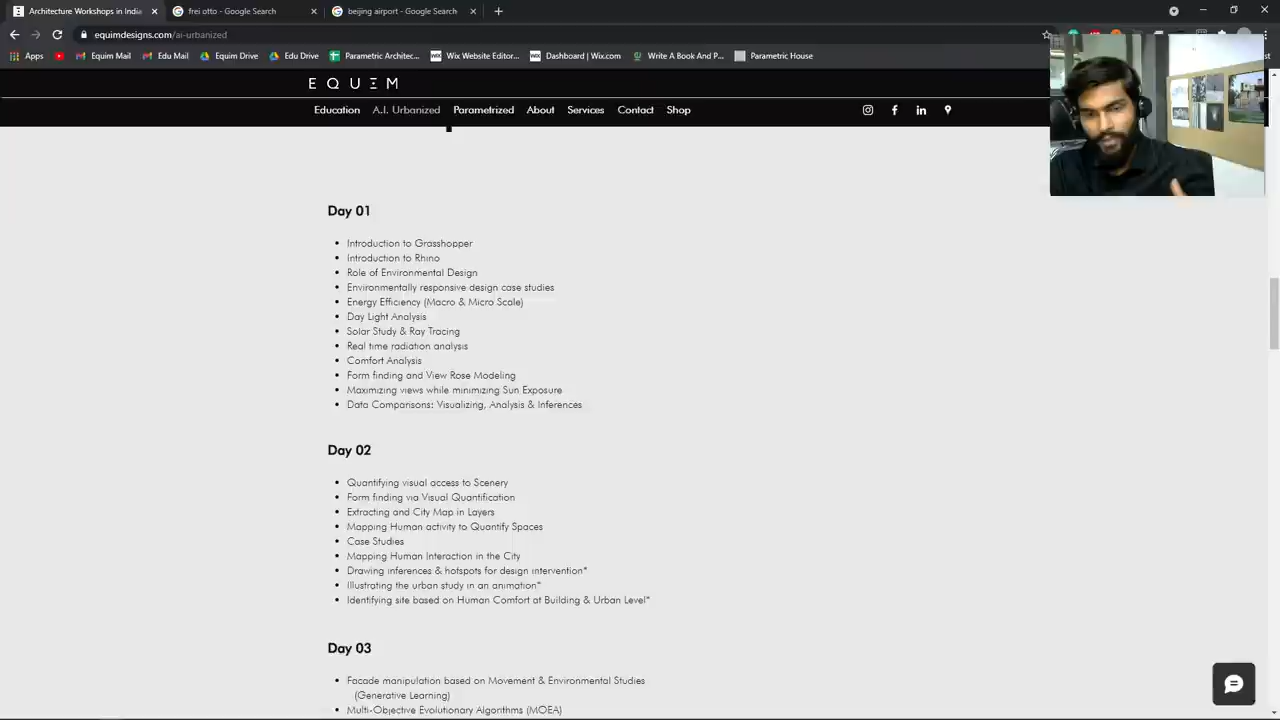 Architecture Workshops in India
frei otto - Google Search
beijing airport - Google Search
equimdesigns.com/ai-urbanized
Apps
Equim Mail
Edu Mail
Equim Drive
Edu Drive
Parametric Architec...
Wix Website Editor...
Dashboard | Wix.com
Write A Book And P...
Parametric House
EQUIM
Education
A.I. Urbanized
Parametrized
About
Services
Contact
Shop
Day 01
• Introduction to Grasshopper
• Introduction to Rhino
• Role of Environmental Design
• Environmentally responsive design case studies
• Energy Efficiency (Macro & Micro Scale)
• Day Light Analysis
• Solar Study & Ray Tracing
• Real time radiation analysis
• Comfort Analysis
• Form finding and View Rose Modeling
• Maximizing views while minimizing Sun Exposure
• Data Comparisons: Visualizing, Analysis & Inferences
Day 02
• Quantifying visual access to Scenery
• Form finding via Visual Quantification
• Extracting and City Map in Layers
• Mapping Human activity to Quantify Spaces
• Case Studies
• Mapping Human Interaction in the City
• Drawing inferences & hotspots for design intervention*
• Illustrating the urban study in an animation*
• Identifying site based on Human Comfort at Building & Urban Level*
Day 03
• Facade manipulation based on Movement & Environmental Studies
(Generative Learning)
• Multi-Objective Evolutionary Algorithms (MOEA)